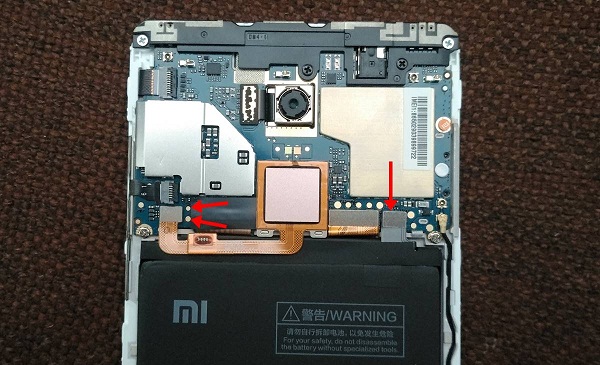 mi
警告/WARNING
请勿自行拆卸电池,以免发生危险
For your safety, do not disassemble
the battery without specialized tools.